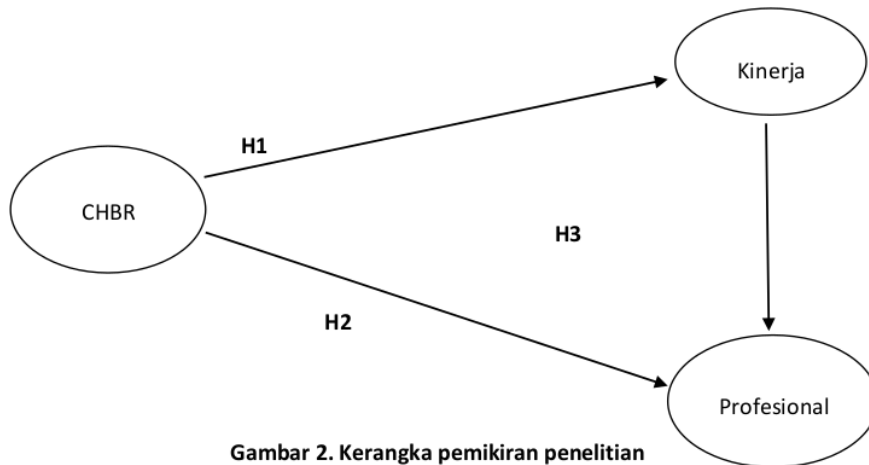 Kinerja
H1
CHBR
H3
H2
Profesional
Gambar 2. Kerangka pemikiran penelitian